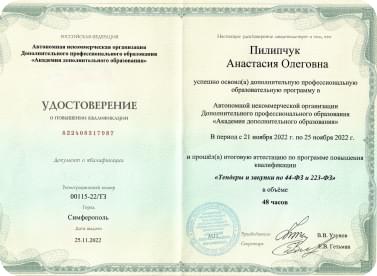 РОССИЙСКАЯ ФЕДЕРАЦИЯ
Автономная некоммерческая организация
Дополнительного профессионального образования
«Академия дополнительного образования»
УДОСТОВЕРЕНИЕ
О ПОВЫШЕНИИ КВАЛИФИКАЦИИ
822408317987
Документ о квалификации
Регистрационный номер
00115-22/ТЗ
Город
Симферополь
Дата выдачи
25.11.2022
Настоящее удостоверение свидетельствует о том, что
Пилипчук
Анастасия Олеговна
успешно освоил(а) дополнительную профессиональную
образовательную программу в
Автономной некоммерческой организации
Дополнительного профессионального образования
«Академия дополнительного образования»
В период с 21 ноября 2022 г. по 25 ноября 2022 г.
и прошёл(а) итоговую аттестацию по программе повышения
квалификации
«Тендеры и закупки по 44-ФЗ и 223-ФЗ»
в объёме
48 часов
Председатель
В.В. Узунов
Секретарь
Е.В. Гетьман